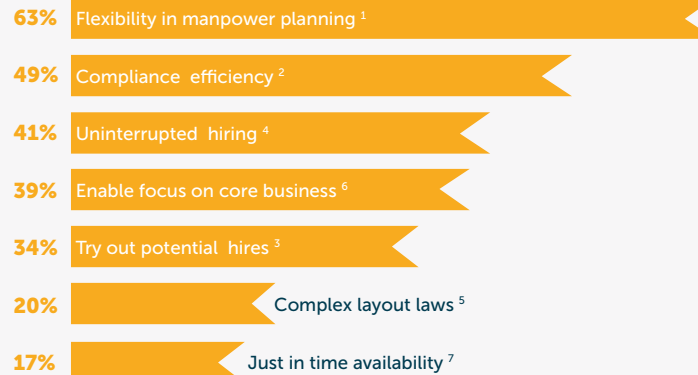 63% Flexibility in manpower planning 1
49% Compliance efficiency 2
41% Uninterrupted hiring 4
39% Enable focus on core business 6
34% Try out potential hires 3
20% Complex layout laws 5
17% Just in time availability 7